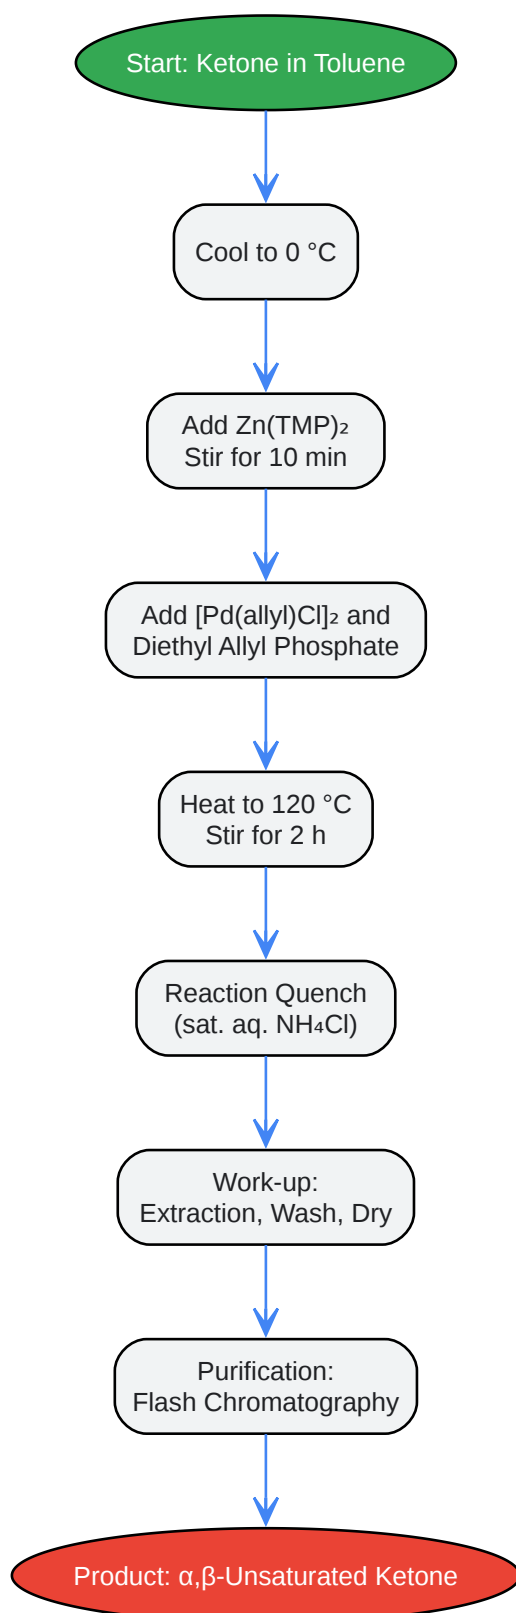 Start: Ketone in Toluene
Cool to 0 °C
Add Zn(TMP)₂
Stir for 10 min
Add [Pd(allyl)Cl]₂ and
Diethyl Allyl Phosphate
Heat to 120 °C
Stir for 2 h
Reaction Quench
(sat. aq. NH₄Cl)
Work-up:
Extraction, Wash, Dry
Purification:
Flash Chromatography
Product: α,β-Unsaturated Ketone